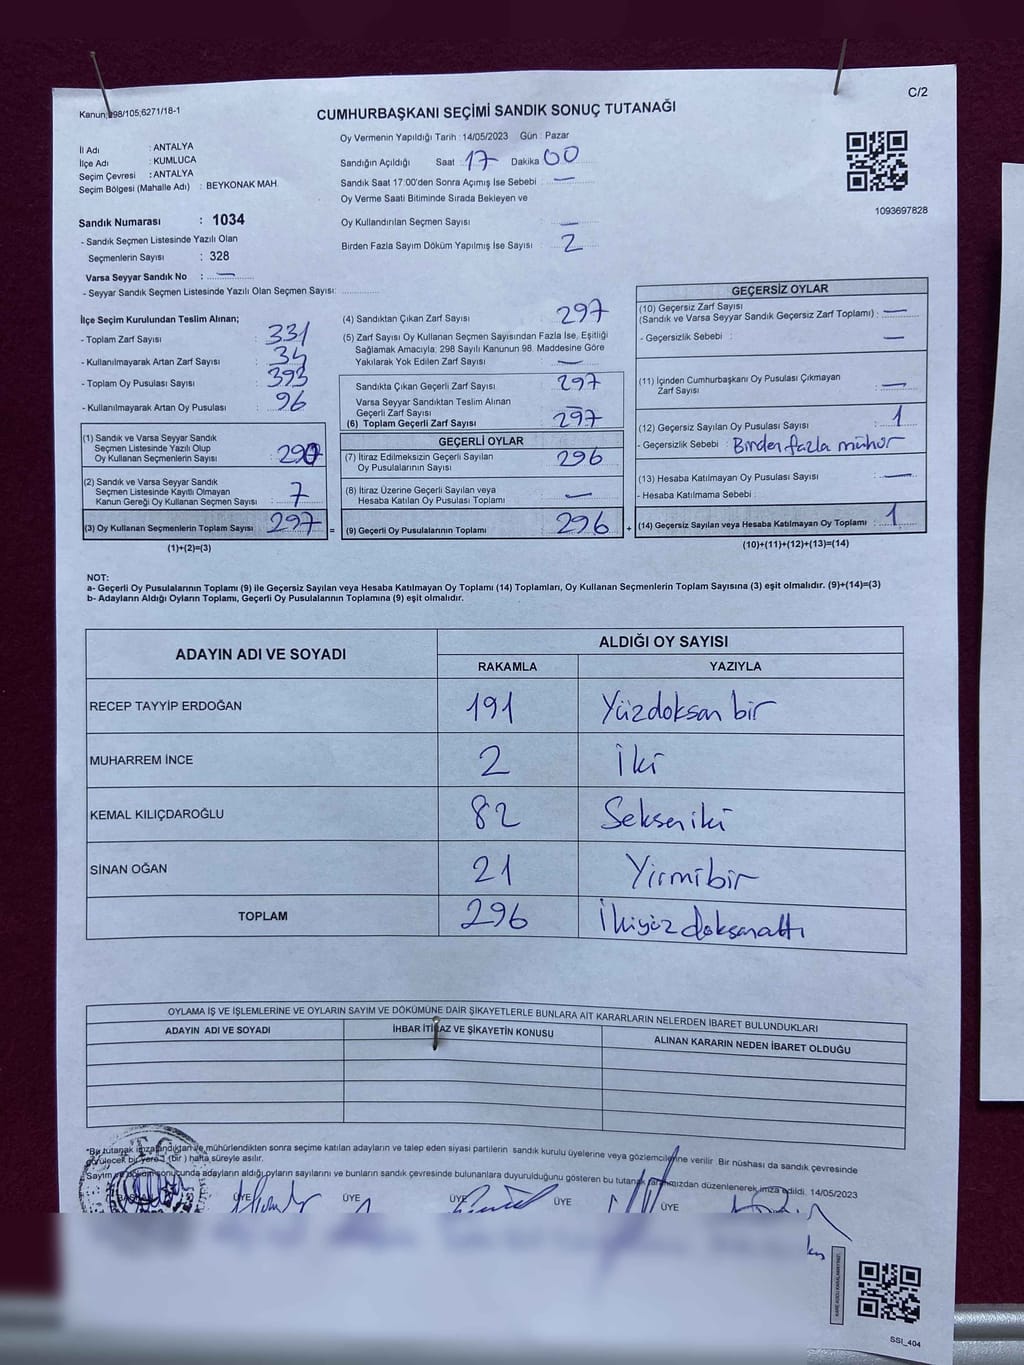 Kanun;298/105;6271/18-1
C/2
CUMHURBAŞKANI SEÇİMİ SANDIK SONUÇ TUTANAĞI
İl Adı : ANTALYA
İlçe Adı : KUMLUCA
Seçim Çevresi : ANTALYA
Seçim Bölgesi (Mahalle Adı) : BEYKONAK MAH.
Sandık Numarası : 1034
- Sandık Seçmen Listesinde Yazılı Olan
Seçmenlerin Sayısı : 328
Varsa Seyyar Sandık No : —
- Seyyar Sandık Seçmen Listesinde Yazılı Olan Seçmen Sayısı:
Oy Vermenin Yapıldığı Tarih : 14/05/2023 Gün : Pazar
Sandığın Açıldığı Saat : 17 Dakika 00
Sandık Saat 17:00'den Sonra Açımış İse Sebebi : —
Oy Verme Saati Bitiminde Sırada Bekleyen ve
Oy Kullandırılan Seçmen Sayısı : —
Birden Fazla Sayım Döküm Yapılmış İse Sayısı : 2
1093697828
İlçe Seçim Kurulundan Teslim Alınan;
- Toplam Zarf Sayısı : 331
- Kullanılmayarak Artan Zarf Sayısı : 34
- Toplam Oy Pusulası Sayısı : 393
- Kullanılmayarak Artan Oy Pusulası : 96
(1) Sandık ve Varsa Seyyar Sandık
Seçmen Listesinde Yazılı Olup
Oy Kullanan Seçmenlerin Sayısı : 290
(2) Sandık ve Varsa Seyyar Sandık
Seçmen Listesinde Kayıtlı Olmayan
Kanun Gereği Oy Kullanan Seçmen Sayısı : 7
(3) Oy Kullanan Seçmenlerin Toplam Sayısı : 297 =
(1)+(2)=(3)
(4) Sandıktan Çıkan Zarf Sayısı : 297
(5) Zarf Sayısı Oy Kullanan Seçmen Sayısından Fazla İse, Eşitliği
Sağlamak Amacıyla, 298 Sayılı Kanunun 98. Maddesine Göre
Yakılarak Yok Edilen Zarf Sayısı : —
Sandıkta Çıkan Geçerli Zarf Sayısı : 297
Varsa Seyyar Sandıktan Teslim Alınan
Geçerli Zarf Sayısı : —
(6) Toplam Geçerli Zarf Sayısı : 297
GEÇERLİ OYLAR
(7) İtiraz Edilmeksizin Geçerli Sayılan
Oy Pusulalarının Sayısı : 296
(8) İtiraz Üzerine Geçerli Sayılan veya
Hesaba Katılan Oy Pusulası Toplamı : —
(9) Geçerli Oy Pusulalarının Toplamı : 296 +
GEÇERSİZ OYLAR
(10) Geçersiz Zarf Sayısı
(Sandık ve Varsa Seyyar Sandık Geçersiz Zarf Toplamı) : —
- Geçersizlik Sebebi : —
(11) İçinden Cumhurbaşkanı Oy Pusulası Çıkmayan
Zarf Sayısı : —
(12) Geçersiz Sayılan Oy Pusulası Sayısı : 1
- Geçersizlik Sebebi : Birden fazla mühür
(13) Hesaba Katılmayan Oy Pusulası Sayısı : —
- Hesaba Katılmama Sebebi :
(14) Geçersiz Sayılan veya Hesaba Katılmayan Oy Toplamı : 1
(10)+(11)+(12)+(13)=(14)
NOT:
a- Geçerli Oy Pusulalarının Toplamı (9) ile Geçersiz Sayılan veya Hesaba Katılmayan Oy Toplamı (14) Toplamları, Oy Kullanan Seçmenlerin Toplam Sayısına (3) eşit olmalıdır. (9)+(14)=(3)
b- Adayların Aldığı Oyların Toplamı, Geçerli Oy Pusulalarının Toplamına (9) eşit olmalıdır.
ADAYIN ADI VE SOYADI ALDIĞI OY SAYISI
RAKAMLA YAZIYLA
RECEP TAYYİP ERDOĞAN 191 Yüzdoksan bir
MUHARREM İNCE 2 İki
KEMAL KILIÇDAROĞLU 82 Seksen iki
SİNAN OĞAN 21 Yirmibir
TOPLAM 296 İkiyüz doksanaltı
OYLAMA İŞ VE İŞLEMLERİNE VE OYLARIN SAYIM VE DÖKÜMÜNE DAİR ŞİKAYETLERLE BUNLARA AİT KARARLARIN NELERDEN İBARET BULUNDUKLARI
ADAYIN ADI VE SOYADI İHBAR İTİRAZ VE ŞİKAYETİN KONUSU ALINAN KARARIN NEDEN İBARET OLDUĞU
*Bu tutanak imzalandıktan ve mühürlendikten sonra seçime katılan adayların ve talep eden siyasi partilerin sandık kurulu üyelerine veya gözlemcilerine verilir. Bir nüshası da sandık çevresinde
görülecek bir yere 1 (bir) hafta süreyle asılır.
Sayım ve döküm sonucunda adayların aldığı oyların sayılarını ve bunların sandık çevresinde bulunanlara duyurulduğunu gösteren bu tutanak tarafımızdan düzenlenerek imza edildi. 14/05/2023
BAŞKAN ÜYE ÜYE ÜYE ÜYE ÜYE
SSI_404